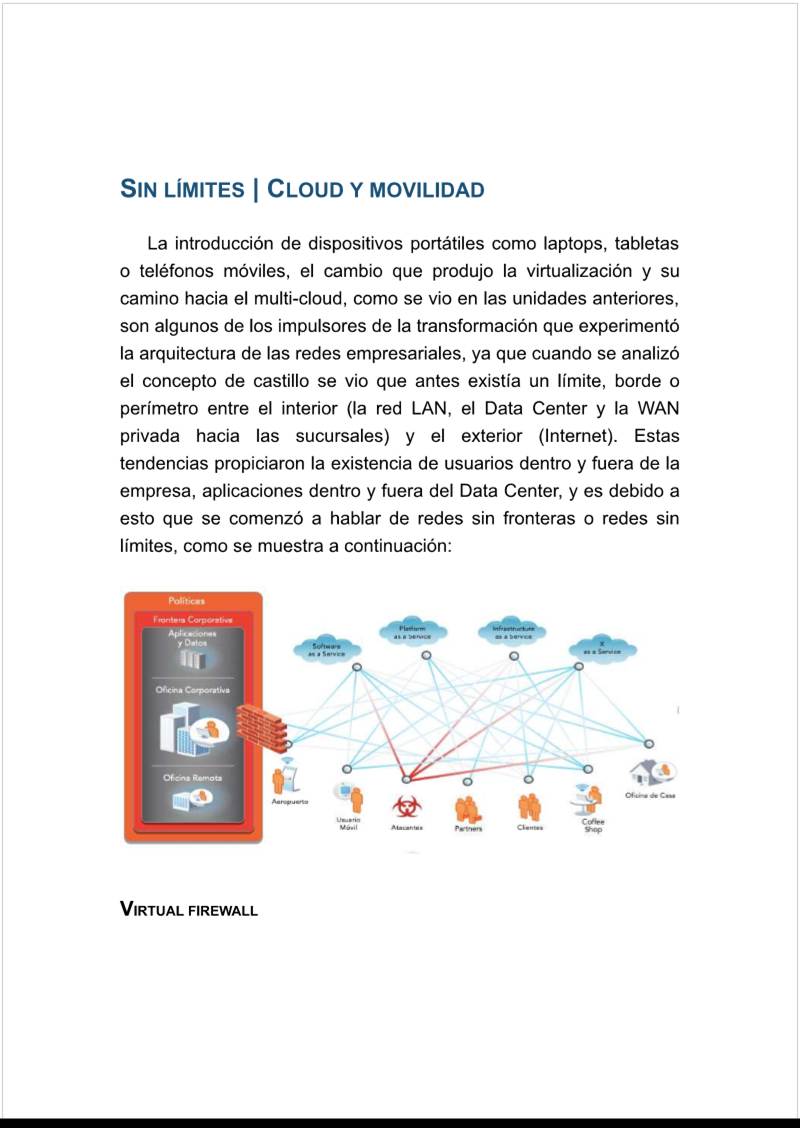 SIN LÍMITES | CLOUD Y MOVILIDAD
La introducción de dispositivos portátiles como laptops, tabletas
o teléfonos móviles, el cambio que produjo la virtualización y su
camino hacia el multi-cloud, como se vio en las unidades anteriores,
son algunos de los impulsores de la transformación que experimentó
la arquitectura de las redes empresariales, ya que cuando se analizó
el concepto de castillo se vio que antes existía un límite, borde o
perímetro entre el interior (la red LAN, el Data Center y la WAN
privada hacia las sucursales) y el exterior (Internet). Estas
tendencias propiciaron la existencia de usuarios dentro y fuera de la
empresa, aplicaciones dentro y fuera del Data Center, y es debido a
esto que se comenzó a hablar de redes sin fronteras o redes sin
límites, como se muestra a continuación:
Políticas
Frontera Corporativa
Aplicaciones
y Datos
Oficina Corporativa
Oficina Remota
Software
as a Service
Platform
as a Service
Infrastructure
as a Service
X
as a Service
Aeropuerto
Usuario
Móvil
Atacantes
Partners
Clientes
Coffee
Shop
Oficina de Casa
VIRTUAL FIREWALL